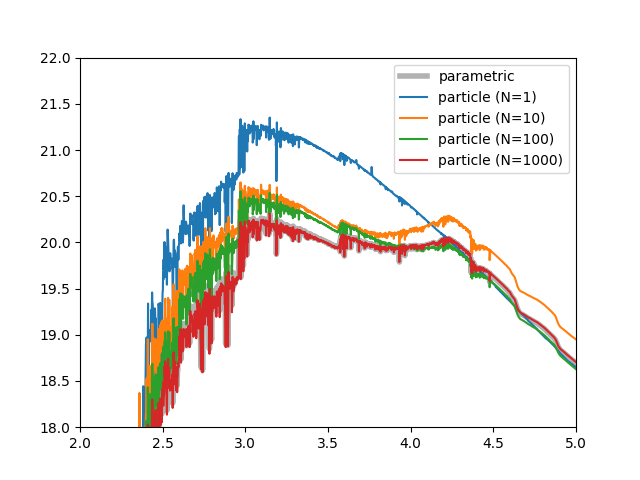 22.0
21.5
21.0
20.5
20.0
19.5
19.0
18.5
18.0
2.0 2.5 3.0 3.5 4.0 4.5 5.0
parametric
particle (N=1)
particle (N=10)
particle (N=100)
particle (N=1000)